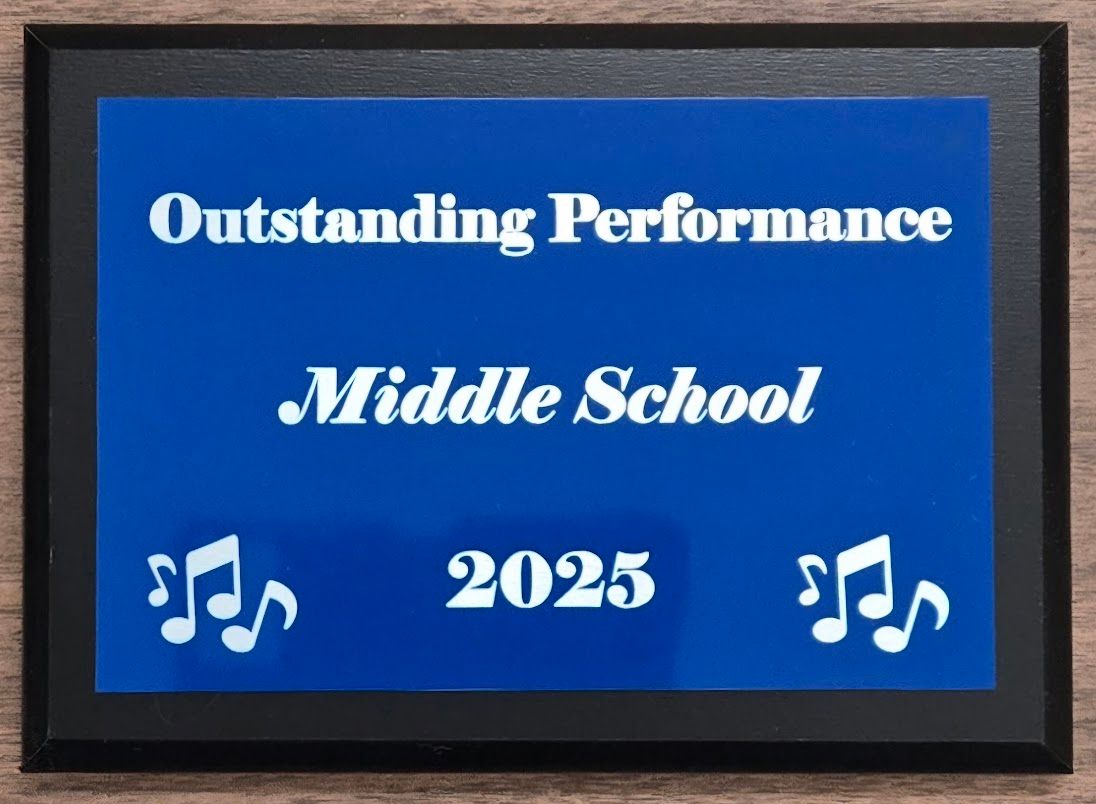 Outstanding Performance
Middle School
2025